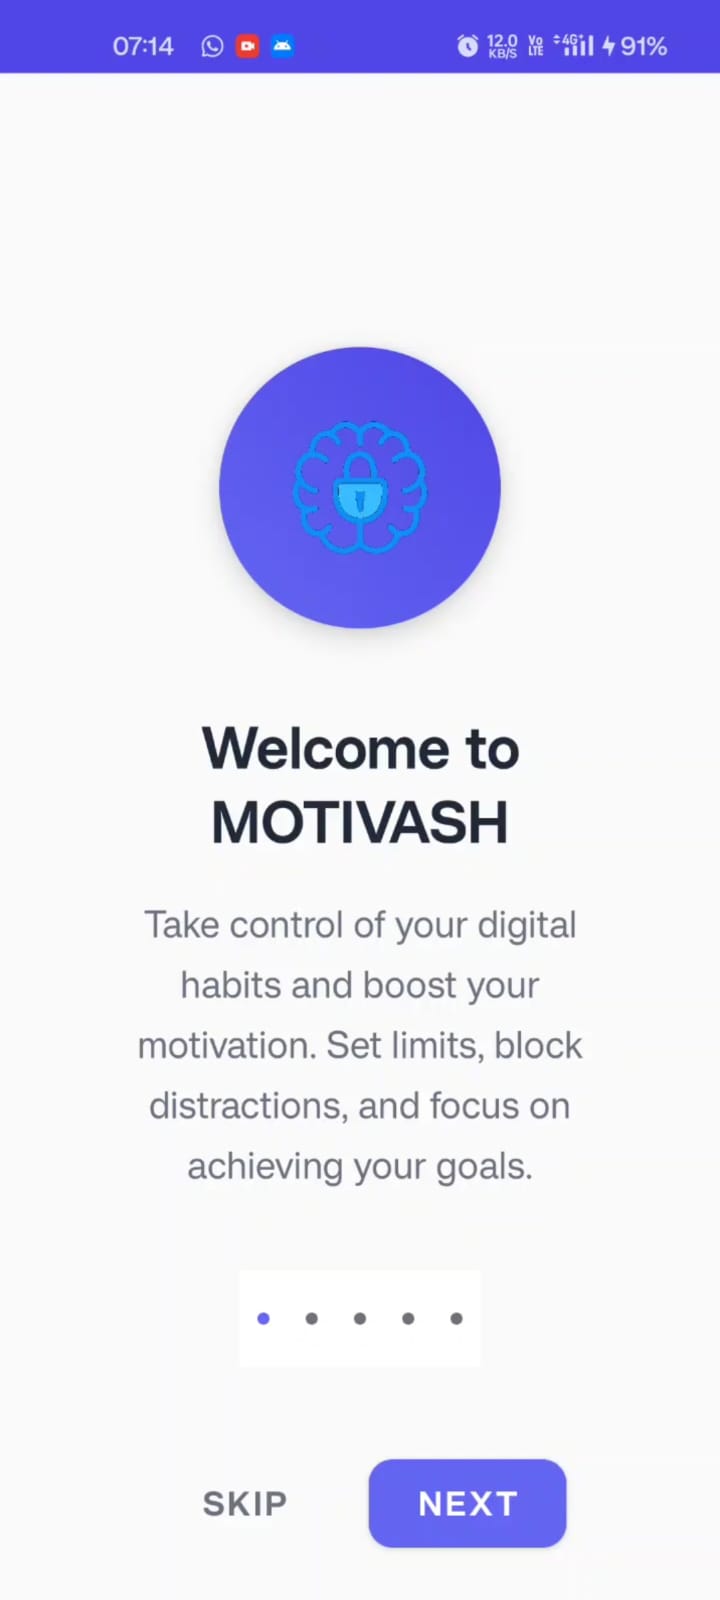 07:14 12.0 KB/S Vo LTE 4G+ 91%
Welcome to
MOTIVASH
Take control of your digital
habits and boost your
motivation. Set limits, block
distractions, and focus on
achieving your goals.
SKIP NEXT